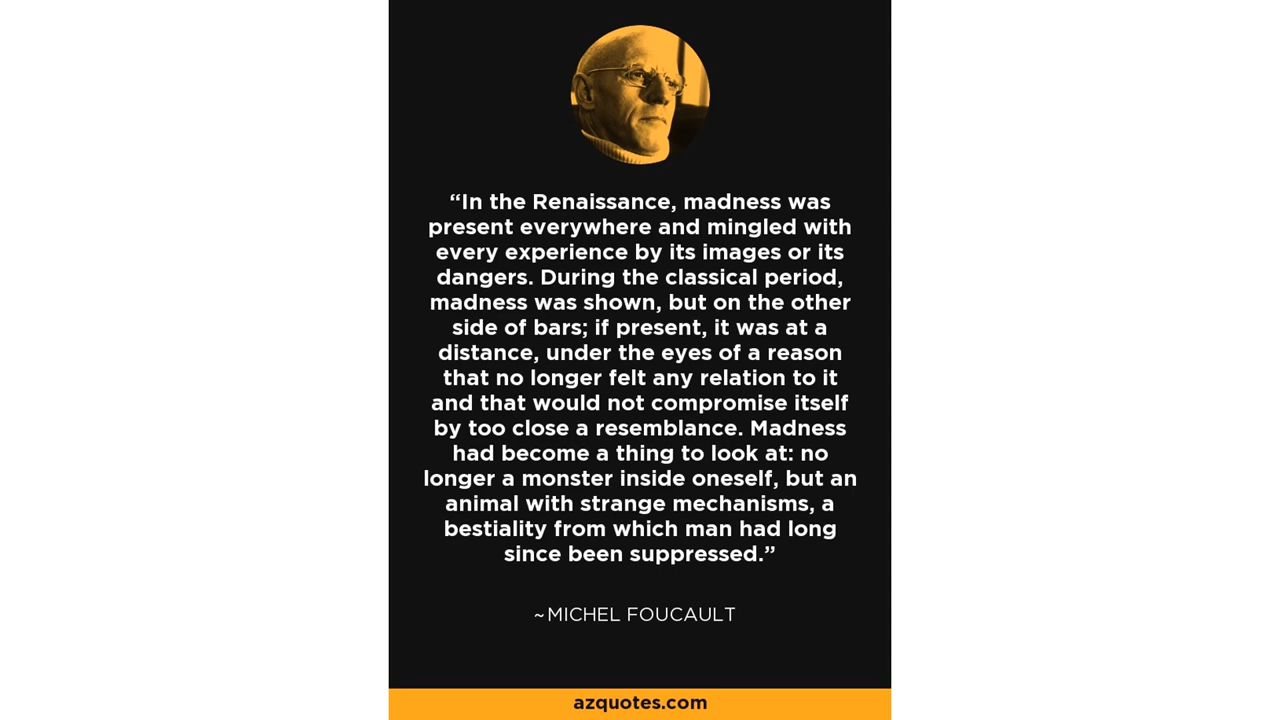 “In the Renaissance, madness was
present everywhere and mingled with
every experience by its images or its
dangers. During the classical period,
madness was shown, but on the other
side of bars; if present, it was at a
distance, under the eyes of a reason
that no longer felt any relation to it
and that would not compromise itself
by too close a resemblance. Madness
had become a thing to look at: no
longer a monster inside oneself, but an
animal with strange mechanisms, a
bestiality from which man had long
since been suppressed.”
~MICHEL FOUCAULT
azquotes.com